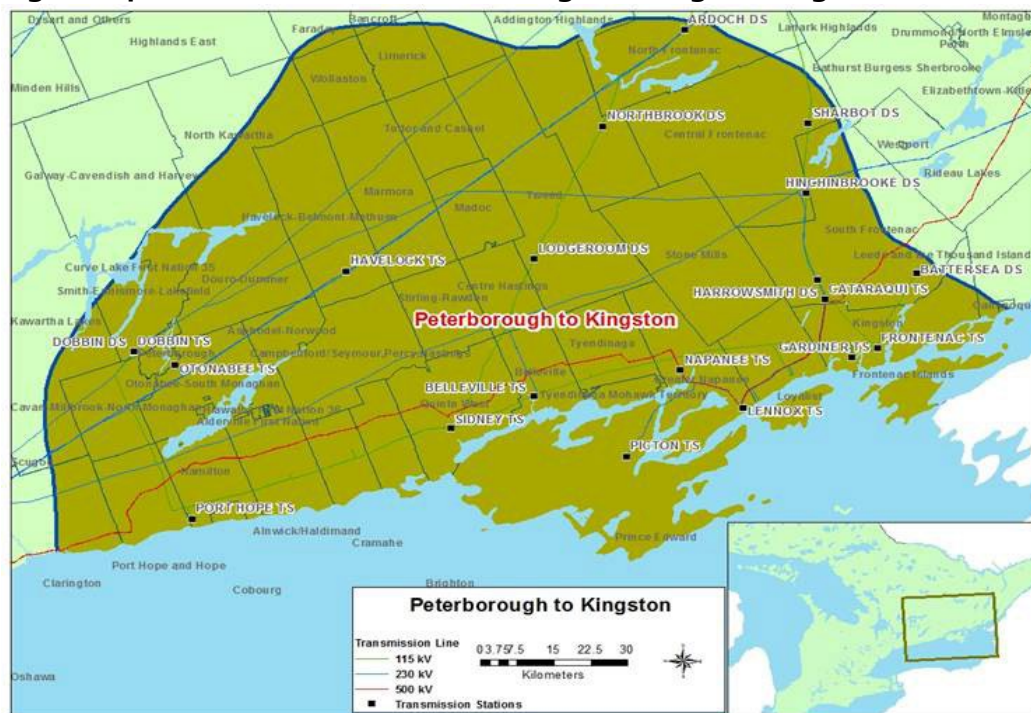 Dysart and Others
Bancroft
Addington Highlands
ARDOCH DS
Lanark Highlands
Montagu
Faraday
Drummond/North Elmsley
Perth
Highlands East
Limerick
North Frontenac
Bathurst Burgess Sherbrooke
Wollaston
Minden Hills
Elizabethtown-Kitley
NORTHBROOK DS
SHARBOT DS
North Kawartha
Tudor and Cashel
Central Frontenac
Westport
Galway-Cavendish and Harvey
Rideau Lakes
HINCHINBROOKE DS
Marmora
Tweed
Madoc
Havelock-Belmont-Methuen
South Frontenac
LODGEROOM DS
Stone Mills
Leeds and the Thousand Islands
Curve Lake First Nation 35
HAVELOCK TS
BATTERSEA DS
Douro-Dummer
Centre Hastings
HARROWSMITH DS
CATARAQUI TS
Smith-Ennismore-Lakefield
Stirling-Rawdon
Kawartha Lakes
Peterborough to Kingston
Kingston
Asphodel-Norwood
Tyendinaga
DOBBIN DS
DOBBIN TS
FRONTENAC TS
GARDINER TS
Peterborough
Campbellford/Seymour,Percy,Hastings
NAPANEE TS
OTONABEE TS
Belleville
Frontenac Islands
Otonabee-South Monaghan
Greater Napanee
BELLEVILLE TS
Tyendinaga Mohawk Territory
Loyalist
Cavan-Millbrook-North Monaghan
Quinte West
LENNOX TS
Alderville First Nation
SIDNEY TS
PICTON TS
Scugog
Hamilton
PORT HOPE TS
Alnwick/Haldimand
Prince Edward
Cramahe
Port Hope and Hope
Clarington
Cobourg
Brighton
Oshawa
Peterborough to Kingston
Transmission Line
115 kV
230 kV
500 kV
Transmission Stations
0 3.75 7.5 15 22.5 30
Kilometers